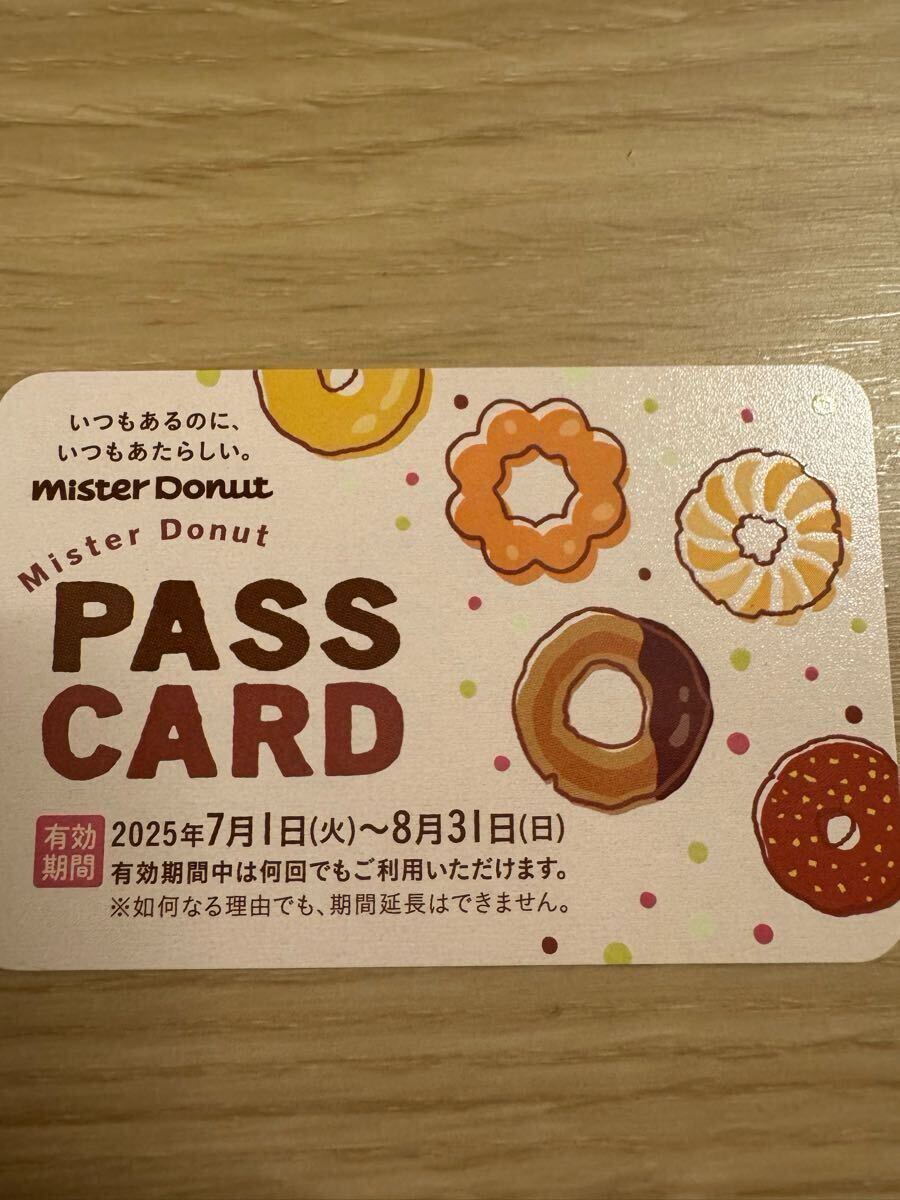 いつもあるのに、
いつもあたらしい。
mister Donut
Mister Donut
PASS
CARD
有効
期間
2025年7月1日(火)~8月31日(日)
有効期間中は何回でもご利用いただけます。
※如何なる理由でも、期間延長はできません。